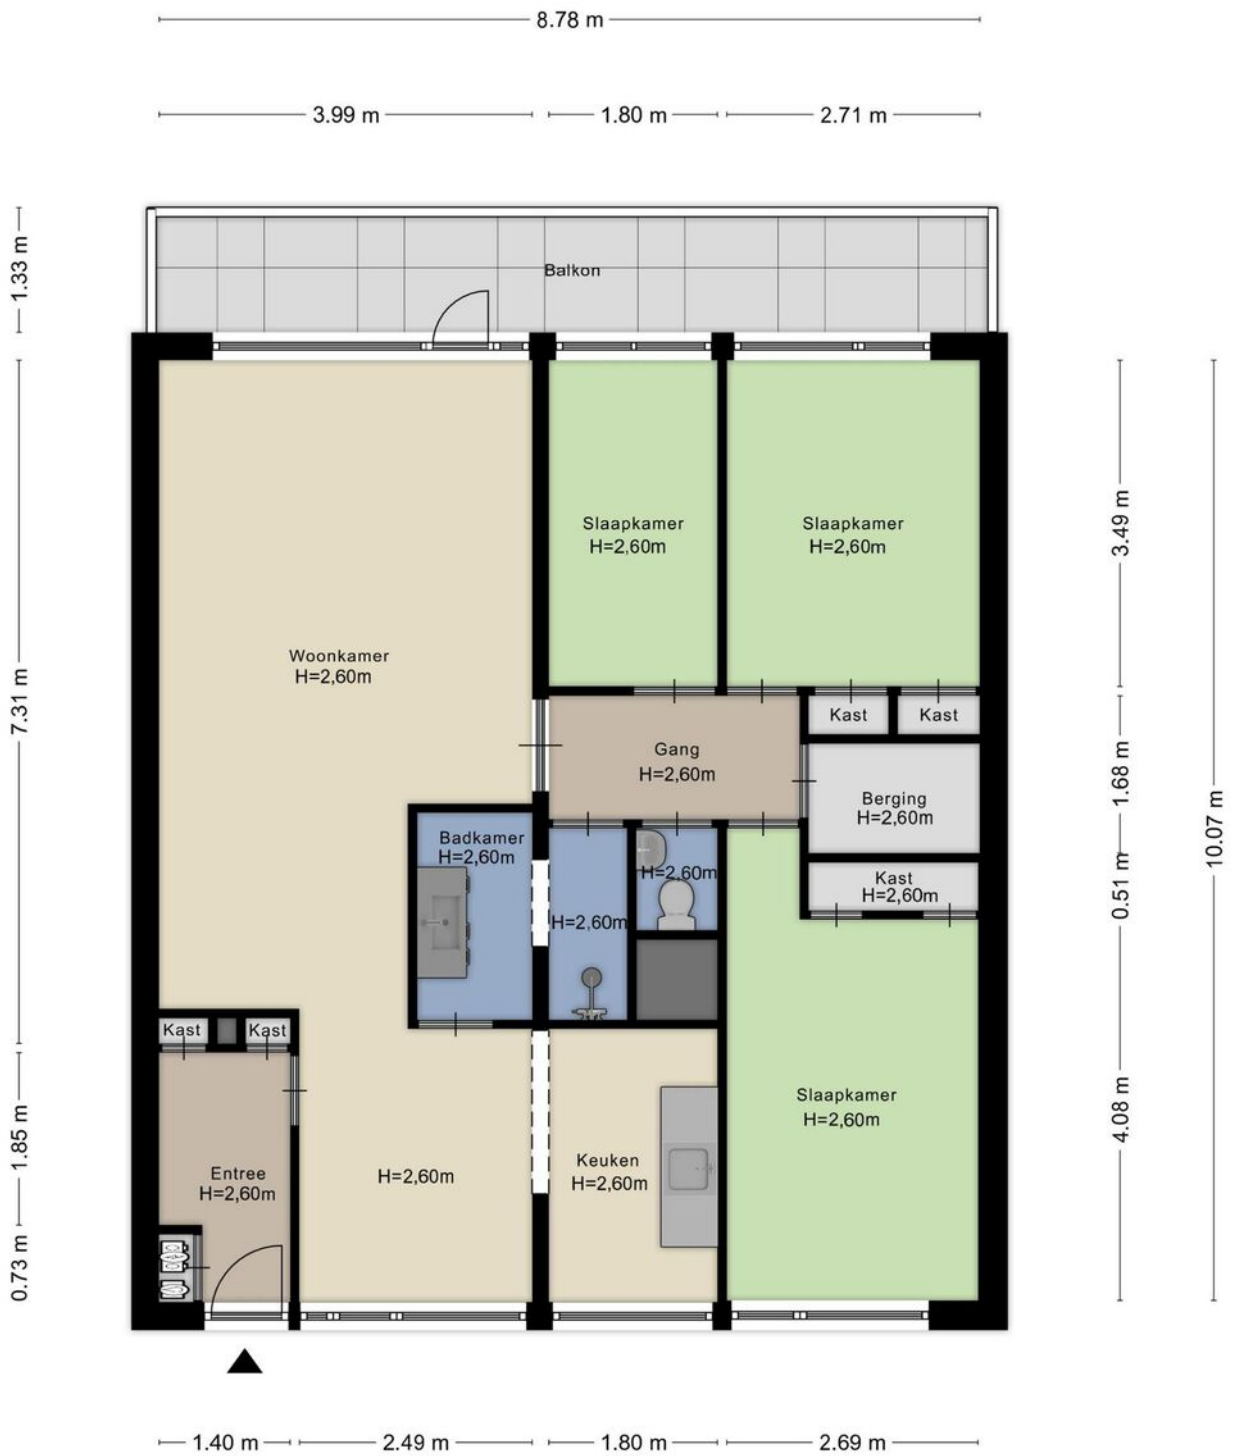 8.78 m
3.99 m
1.80 m
2.71 m
1.33 m
Balkon
Slaapkamer
H=2,60m
Slaapkamer
H=2,60m
3.49 m
Woonkamer
H=2,60m
7.31 m
Kast
Kast
Gang
H=2,60m
1.68 m
Berging
H=2,60m
10.07 m
Badkamer
H=2,60m
H=2,60m
Kast
H=2,60m
0.51 m
H=2,60m
Kast
Kast
Slaapkamer
H=2,60m
4.08 m
1.85 m
Entree
H=2,60m
H=2,60m
Keuken
H=2,60m
0.73 m
1.40 m
2.49 m
1.80 m
2.69 m